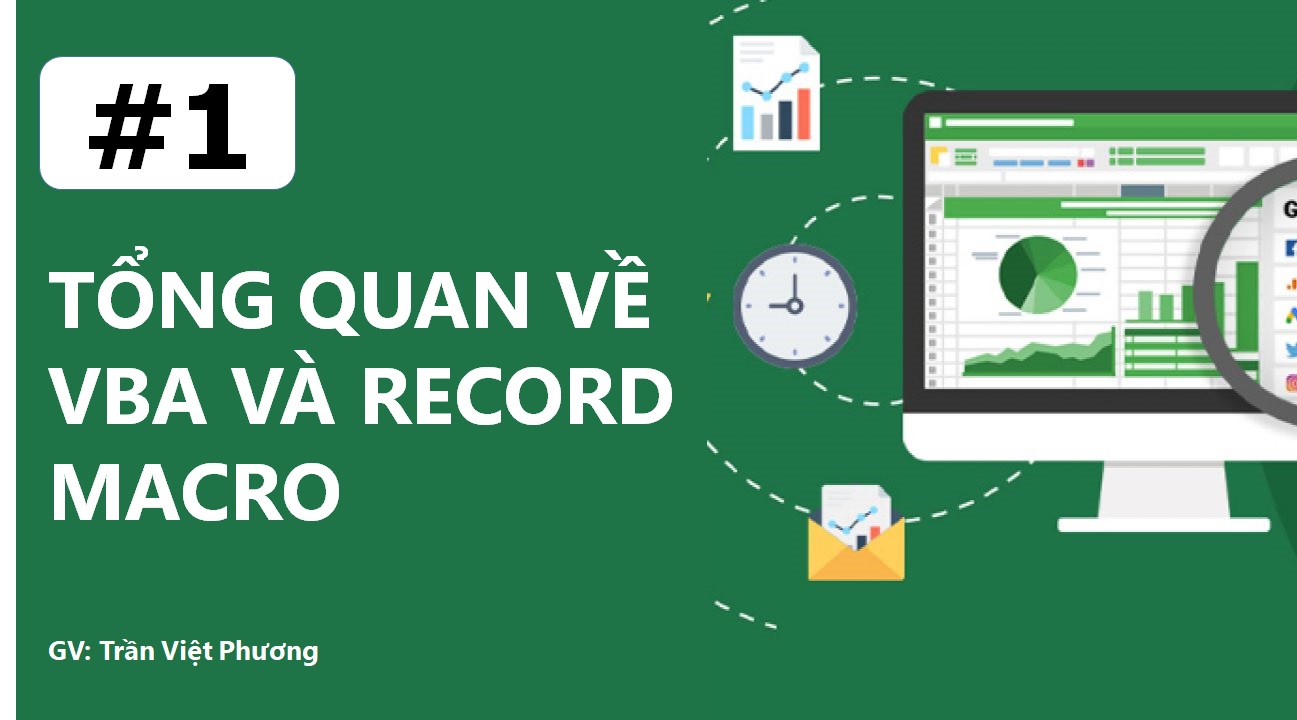 #1
TỔNG QUAN VỀ
VBA VÀ RECORD
MACRO
GV: Trần Việt Phương
G